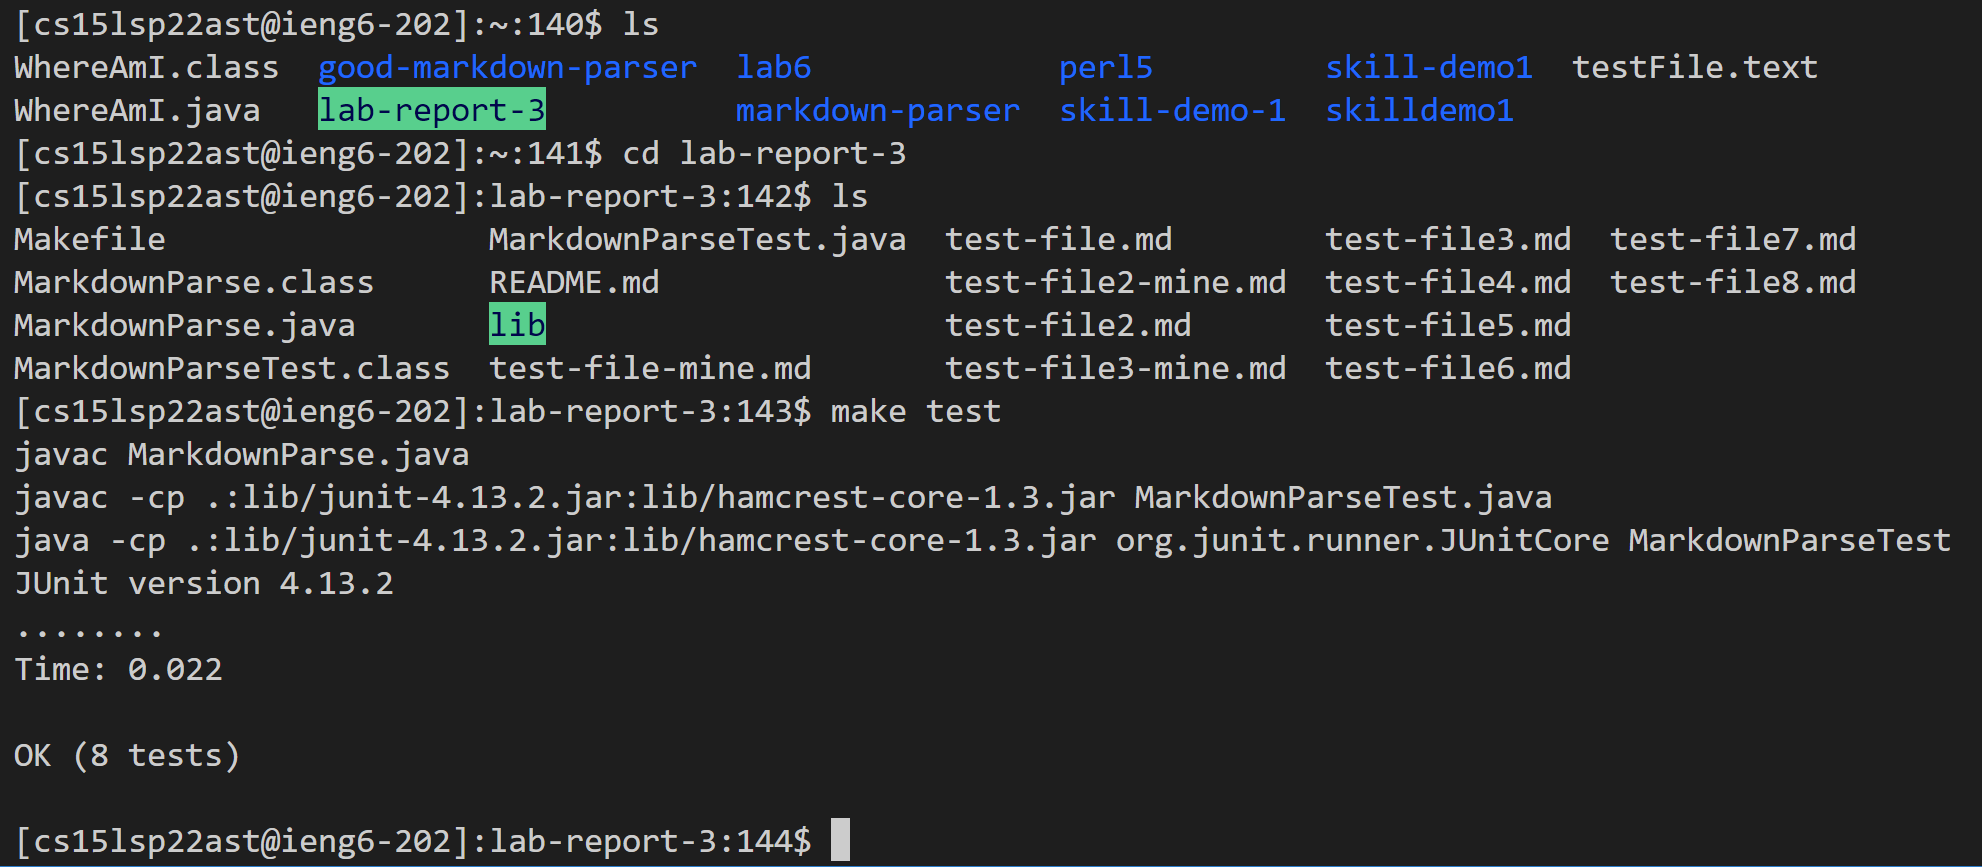 [cs15lsp22ast@ieng6-202]:~:140$ ls
WhereAmI.class  good-markdown-parser  lab6             perl5         skill-demo1  testFile.text
WhereAmI.java   lab-report-3          markdown-parser  skill-demo-1  skilldemo1
[cs15lsp22ast@ieng6-202]:~:141$ cd lab-report-3
[cs15lsp22ast@ieng6-202]:lab-report-3:142$ ls
Makefile                 MarkdownParseTest.java  test-file.md        test-file3.md  test-file7.md
MarkdownParse.class      README.md               test-file2-mine.md  test-file4.md  test-file8.md
MarkdownParse.java       lib                     test-file2.md       test-file5.md
MarkdownParseTest.class  test-file-mine.md       test-file3-mine.md  test-file6.md
[cs15lsp22ast@ieng6-202]:lab-report-3:143$ make test
javac MarkdownParse.java
javac -cp .:lib/junit-4.13.2.jar:lib/hamcrest-core-1.3.jar MarkdownParseTest.java
java -cp .:lib/junit-4.13.2.jar:lib/hamcrest-core-1.3.jar org.junit.runner.JUnitCore MarkdownParseTest
JUnit version 4.13.2
........
Time: 0.022
OK (8 tests)
[cs15lsp22ast@ieng6-202]:lab-report-3:144$